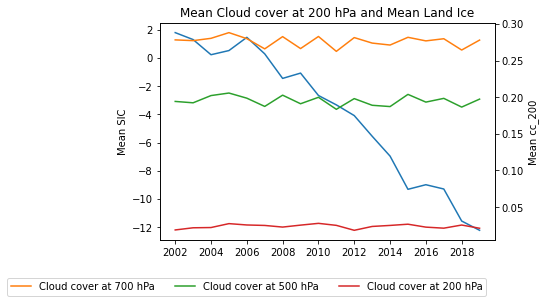 Mean Cloud cover at 200 hPa and Mean Land Ice
2
0
−2
−4
−6
−8
−10
−12
Mean SIC
0.30
0.25
0.20
0.15
0.10
0.05
Mean cc_200
2002 2004 2006 2008 2010 2012 2014 2016 2018
Cloud cover at 700 hPa Cloud cover at 500 hPa Cloud cover at 200 hPa